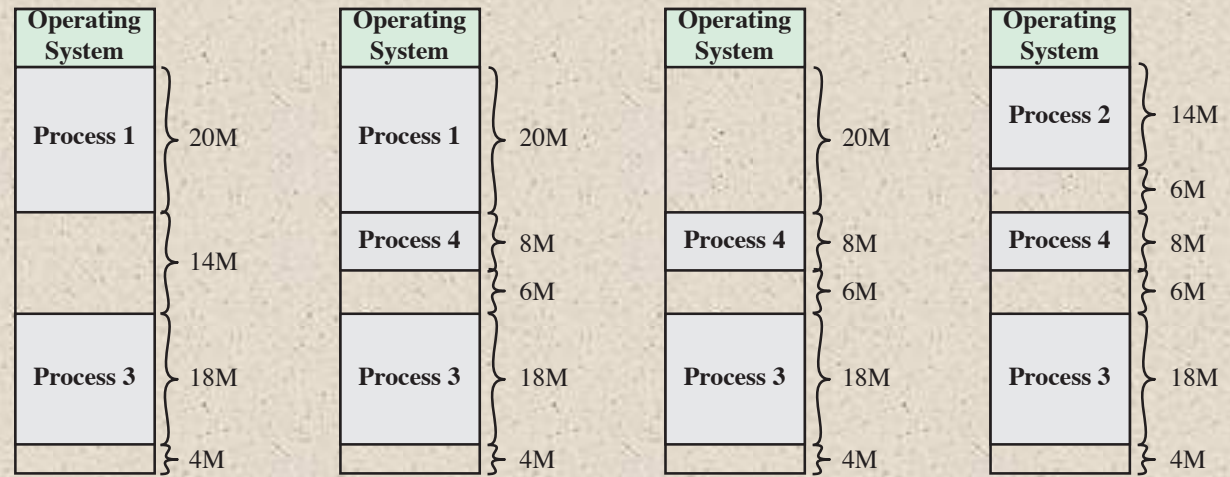 Operating
System
Process 1
20M
14M
Process 3
18M
4M
Operating
System
Process 1
20M
Process 4
8M
6M
Process 3
18M
4M
Operating
System
20M
Process 4
8M
6M
Process 3
18M
4M
Operating
System
Process 2
14M
6M
Process 4
8M
6M
Process 3
18M
4M